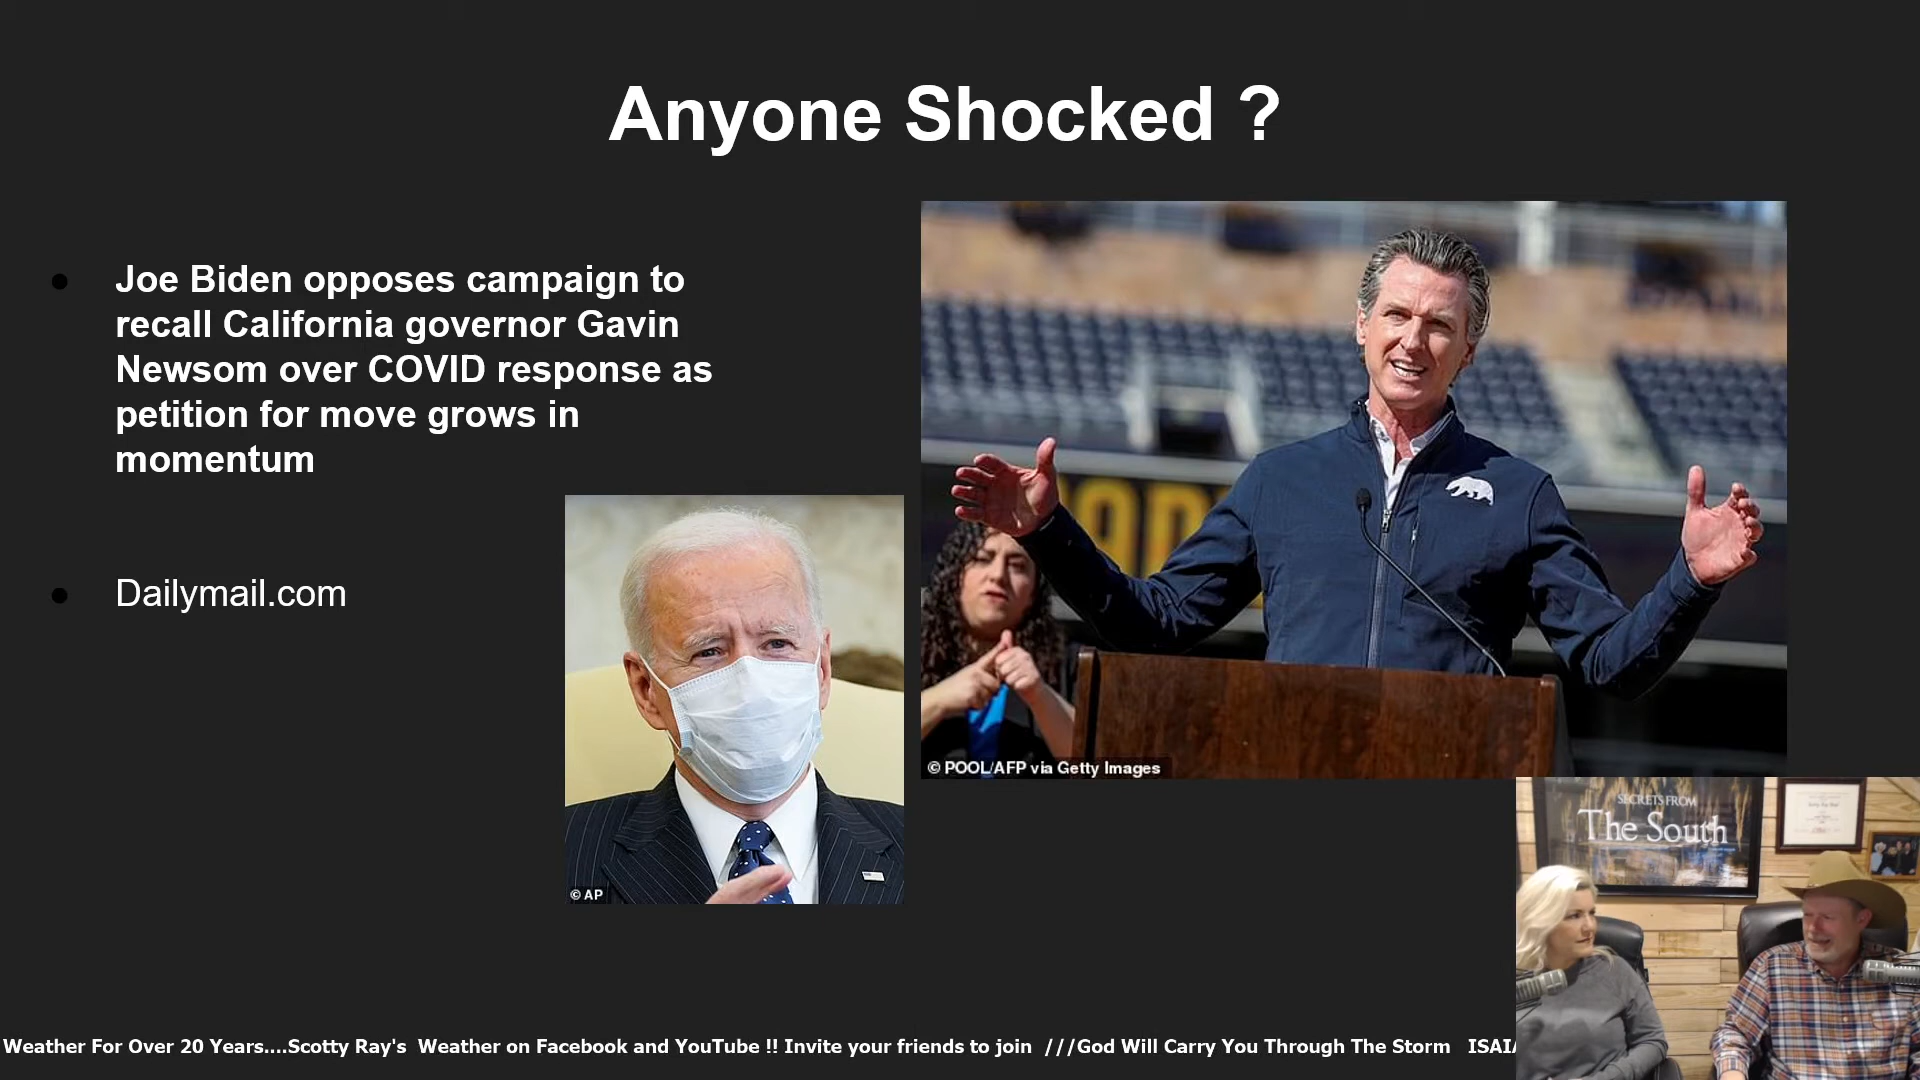 Anyone Shocked ?
Joe Biden opposes campaign to
recall California governor Gavin
Newsom over COVID response as
petition for move grows in
momentum
Dailymail.com
© AP
© POOL/AFP via Getty Images
SECRETS FROM
The South
Weather For Over 20 Years....Scotty Ray's  Weather on Facebook and YouTube !! Invite your friends to join  ///God Will Carry You Through The Storm   ISAIA